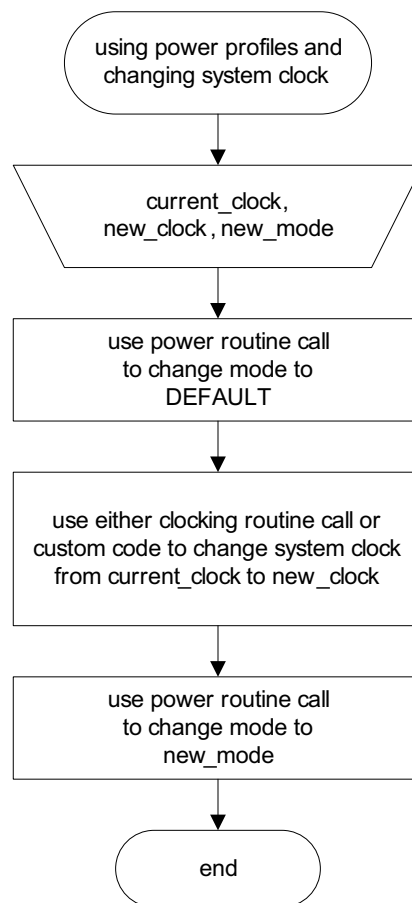 using power profiles and
changing system clock
current_clock,
new_clock, new_mode
use power routine call
to change mode to
DEFAULT
use either clocking routine call or
custom code to change system clock
from current_clock to new_clock
use power routine call
to change mode to
new_mode
end